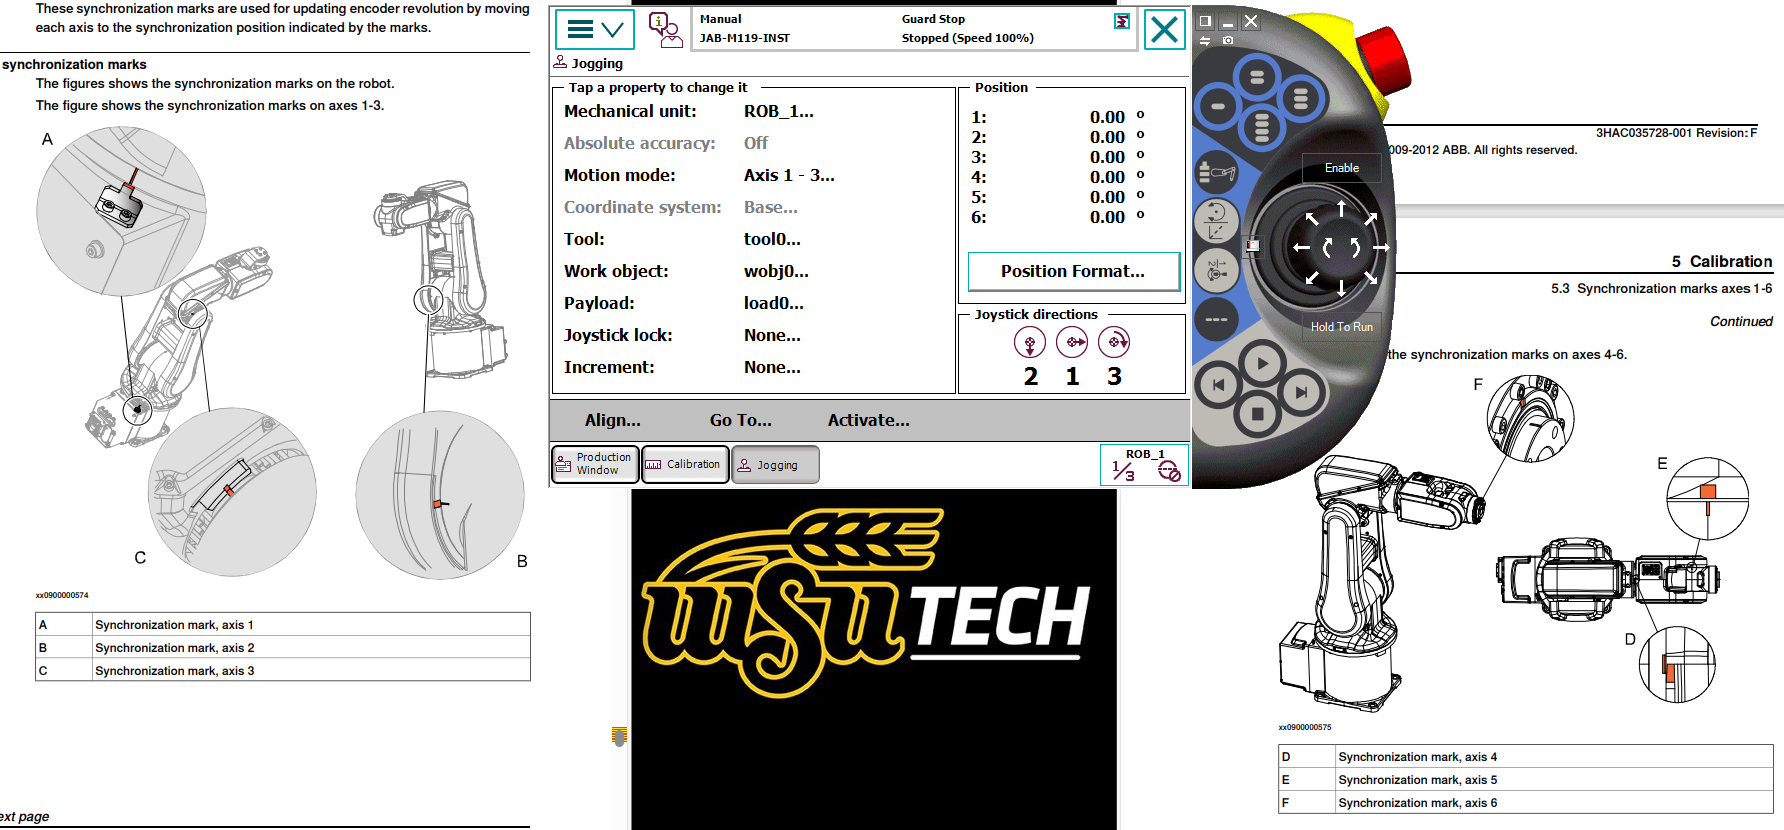 These synchronization marks are used for updating encoder revolution by moving
each axis to the synchronization position indicated by the marks.
synchronization marks
The figures shows the synchronization marks on the robot.
The figure shows the synchronization marks on axes 1-3.
A
C
B
xx0900000574
A Synchronization mark, axis 1
B Synchronization mark, axis 2
C Synchronization mark, axis 3
ext page
Manual
JAB-M119-INST
Guard Stop
Stopped (Speed 100%)
Jogging
Tap a property to change it
Mechanical unit: ROB_1...
Absolute accuracy: Off
Motion mode: Axis 1 - 3...
Coordinate system: Base...
Tool: tool0...
Work object: wobj0...
Payload: load0...
Joystick lock: None...
Increment: None...
Position
1: 0.00 º
2: 0.00 º
3: 0.00 º
4: 0.00 º
5: 0.00 º
6: 0.00 º
Position Format...
Joystick directions
2 1 3
Align... Go To... Activate...
Production
Window
Calibration
Jogging
ROB_1
1/3
WSU TECH
Enable
Hold To Run
3HAC035728-001 Revision: F
009-2012 ABB. All rights reserved.
5 Calibration
5.3 Synchronization marks axes 1-6
Continued
the synchronization marks on axes 4-6.
F
E
D
xx0900000575
D Synchronization mark, axis 4
E Synchronization mark, axis 5
F Synchronization mark, axis 6